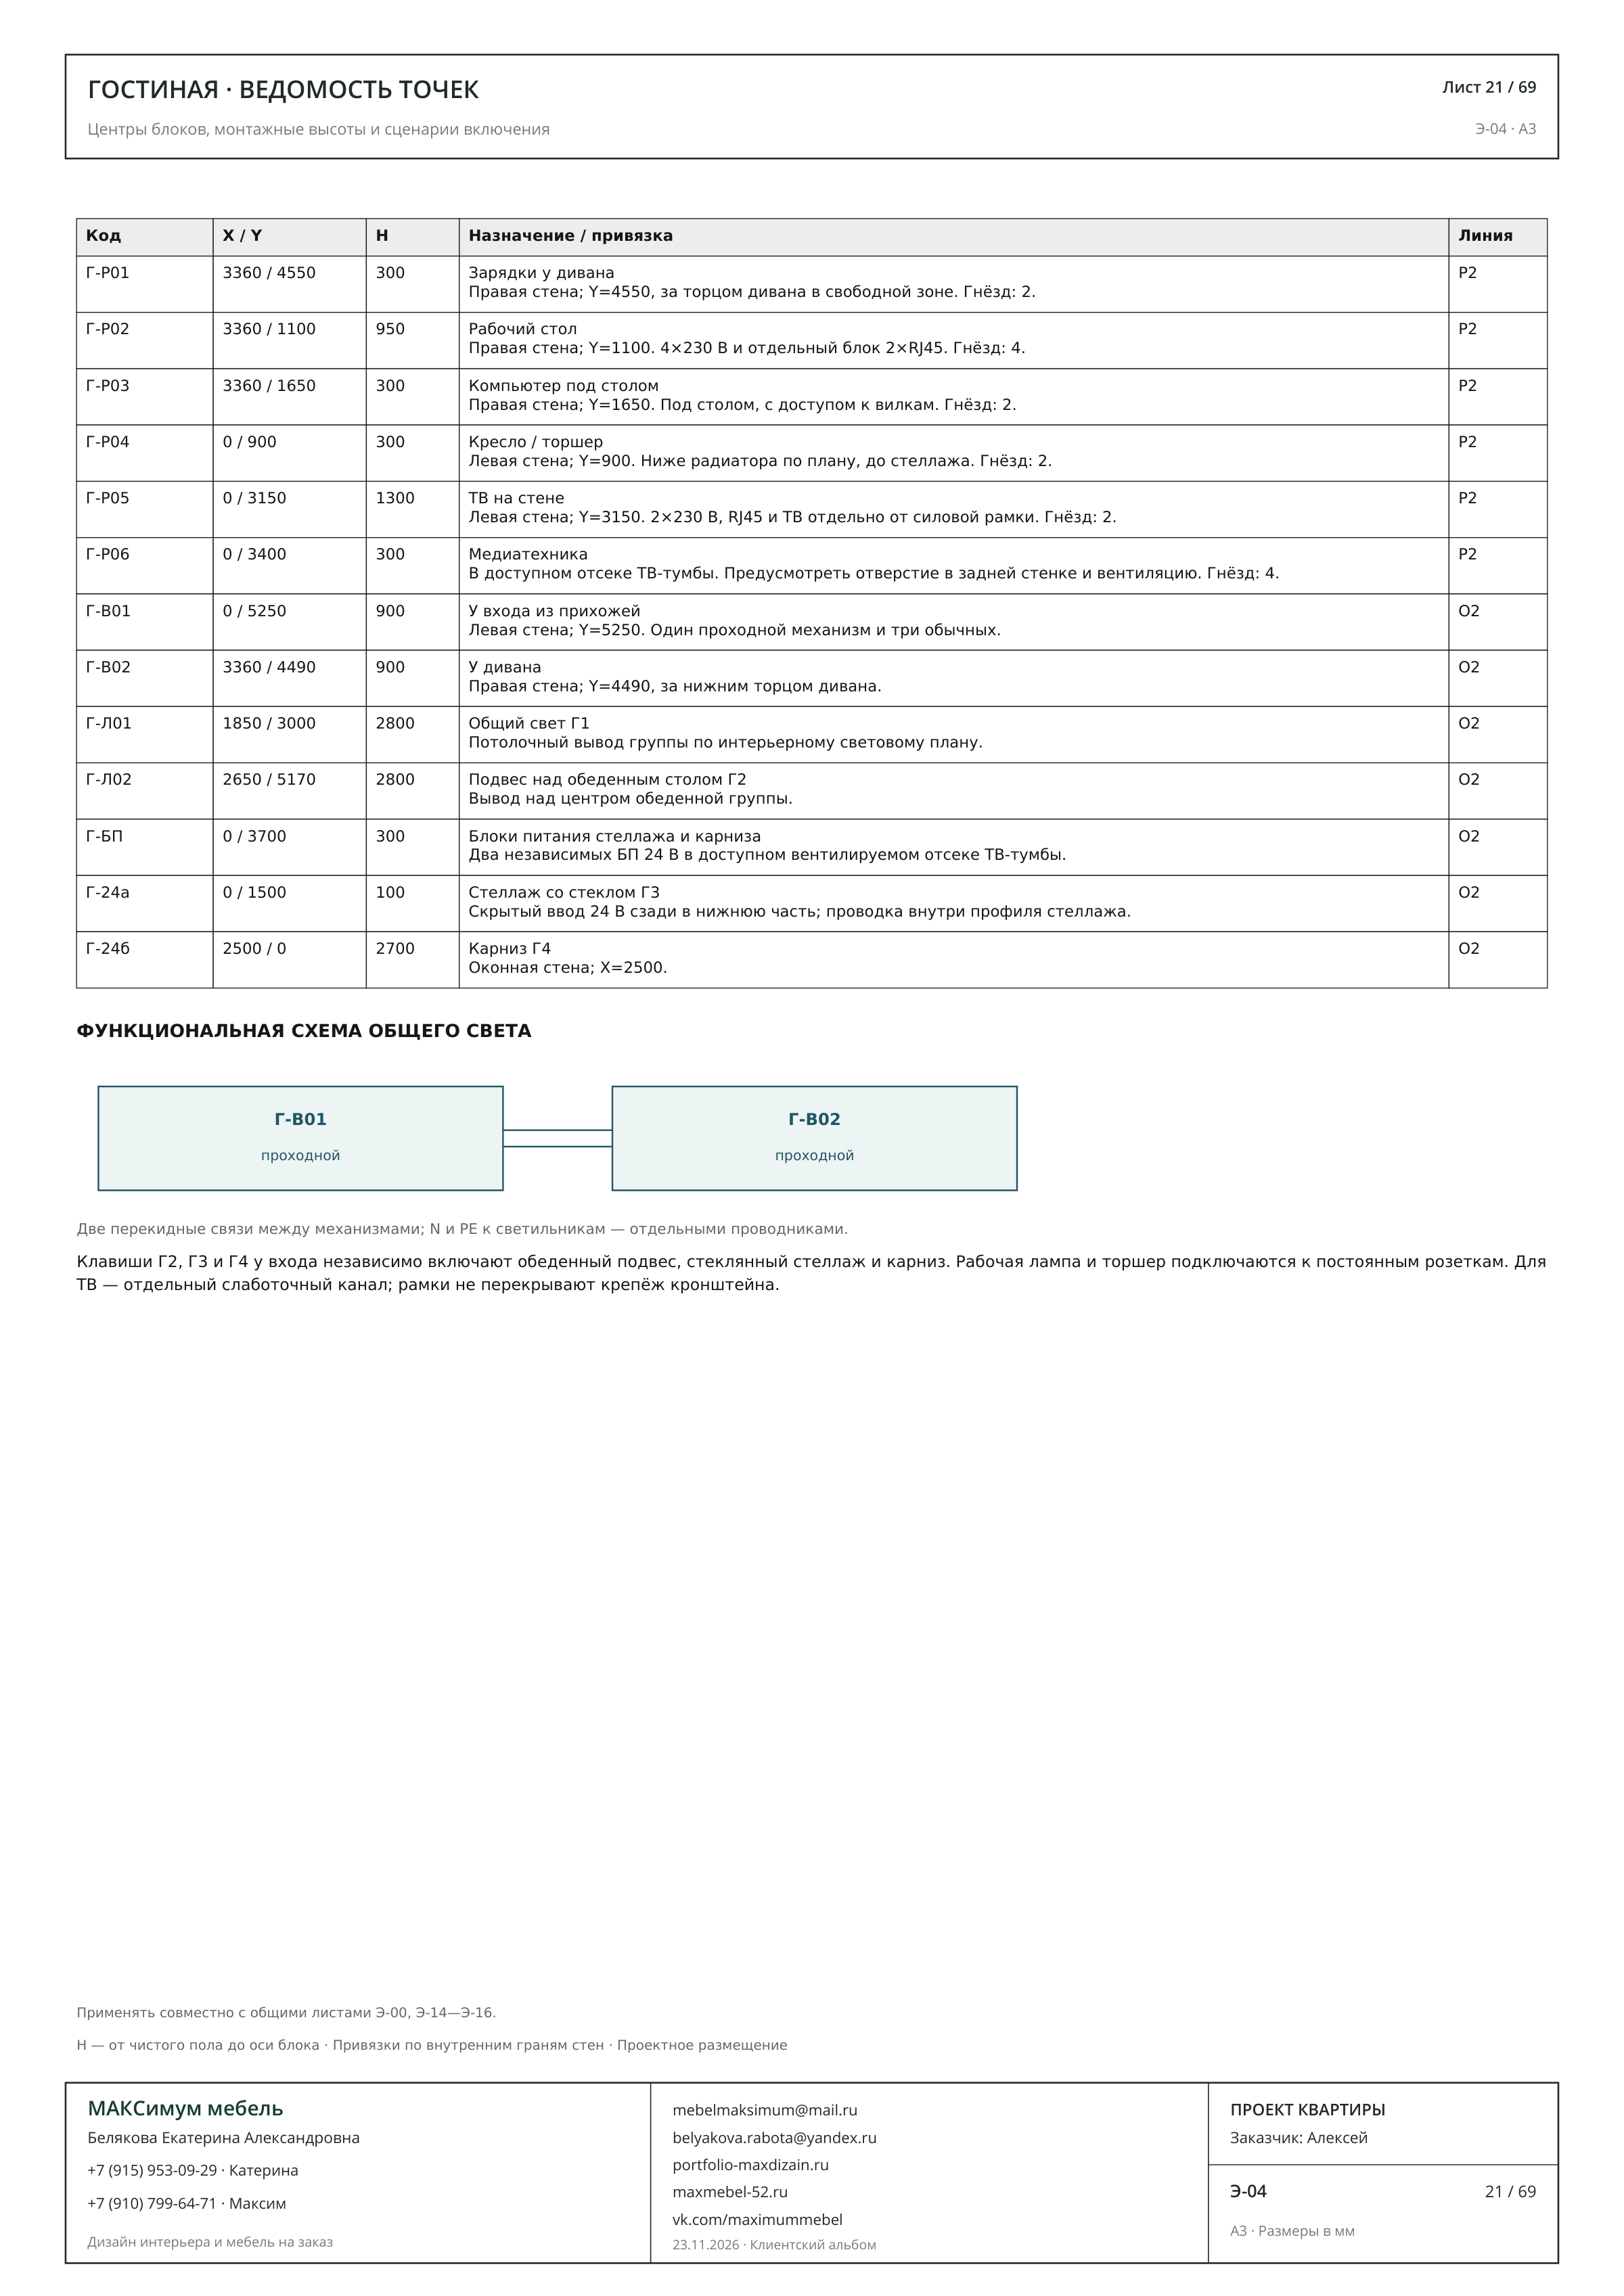 ГОСТИНАЯ · ВЕДОМОСТЬ ТОЧЕК
Лист 21 / 69
Центры блоков, монтажные высоты и сценарии включения
Э-04 · А3
Код X / Y H Назначение / привязка Линия
Г-Р01 3360 / 4550 300 Зарядки у дивана Р2
Правая стена; Y=4550, за торцом дивана в свободной зоне. Гнёзд: 2.
Г-Р02 3360 / 1100 950 Рабочий стол Р2
Правая стена; Y=1100. 4×230 В и отдельный блок 2×RJ45. Гнёзд: 4.
Г-Р03 3360 / 1650 300 Компьютер под столом Р2
Правая стена; Y=1650. Под столом, с доступом к вилкам. Гнёзд: 2.
Г-Р04 0 / 900 300 Кресло / торшер Р2
Левая стена; Y=900. Ниже радиатора по плану, до стеллажа. Гнёзд: 2.
Г-Р05 0 / 3150 1300 ТВ на стене Р2
Левая стена; Y=3150. 2×230 В, RJ45 и ТВ отдельно от силовой рамки. Гнёзд: 2.
Г-Р06 0 / 3400 300 Медиатехника Р2
В доступном отсеке ТВ-тумбы. Предусмотреть отверстие в задней стенке и вентиляцию. Гнёзд: 4.
Г-В01 0 / 5250 900 У входа из прихожей О2
Левая стена; Y=5250. Один проходной механизм и три обычных.
Г-В02 3360 / 4490 900 У дивана О2
Правая стена; Y=4490, за нижним торцом дивана.
Г-Л01 1850 / 3000 2800 Общий свет Г1 О2
Потолочный вывод группы по интерьерному световому плану.
Г-Л02 2650 / 5170 2800 Подвес над обеденным столом Г2 О2
Вывод над центром обеденной группы.
Г-БП 0 / 3700 300 Блоки питания стеллажа и карниза О2
Два независимых БП 24 В в доступном вентилируемом отсеке ТВ-тумбы.
Г-24а 0 / 1500 100 Стеллаж со стеклом Г3 О2
Скрытый ввод 24 В сзади в нижнюю часть; проводка внутри профиля стеллажа.
Г-24б 2500 / 0 2700 Карниз Г4 О2
Оконная стена; X=2500.
ФУНКЦИОНАЛЬНАЯ СХЕМА ОБЩЕГО СВЕТА
Г-В01 Г-В02
проходной проходной
Две перекидные связи между механизмами; N и PE к светильникам — отдельными проводниками.
Клавиши Г2, Г3 и Г4 у входа независимо включают обеденный подвес, стеклянный стеллаж и карниз. Рабочая лампа и торшер подключаются к постоянным розеткам. Для
ТВ — отдельный слаботочный канал; рамки не перекрывают крепёж кронштейна.
Применять совместно с общими листами Э-00, Э-14—Э-16.
Н — от чистого пола до оси блока · Привязки по внутренним граням стен · Проектное размещение
МАКСимум мебель
Белякова Екатерина Александровна
+7 (915) 953-09-29 · Катерина
+7 (910) 799-64-71 · Максим
Дизайн интерьера и мебель на заказ
mebelmaksimum@mail.ru
belyakova.rabota@yandex.ru
portfolio-maxdizain.ru
maxmebel-52.ru
vk.com/maximummebel
23.11.2026 · Клиентский альбом
ПРОЕКТ КВАРТИРЫ
Заказчик: Алексей
Э-04 21 / 69
А3 · Размеры в мм